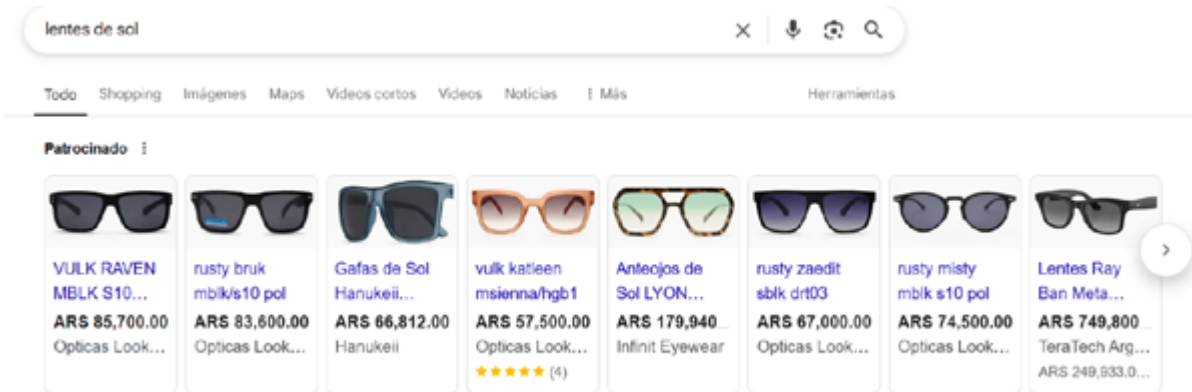 lentes de sol
Todo Shopping Imágenes Maps Videos cortos Videos Noticias Más Herramientas
Patrocinado
VULK RAVEN
MBLK S10...
ARS 85,700.00
Opticas Look...
rusty bruk
mblk/s10 pol
ARS 83,600.00
Opticas Look...
Gafas de Sol
Hanukeii...
ARS 66,812.00
Hanukeii
vulk katleen
msienna/hgb1
ARS 57,500.00
Opticas Look...
(4)
Anteojos de
Sol LYON...
ARS 179,940...
Infinit Eyewear
rusty zaedit
sblk drt03
ARS 67,000.00
Opticas Look...
rusty misty
mblk s10 pol
ARS 74,500.00
Opticas Look...
Lentes Ray
Ban Meta...
ARS 749,800...
TeraTech Arg...
ARS 249,933.0...